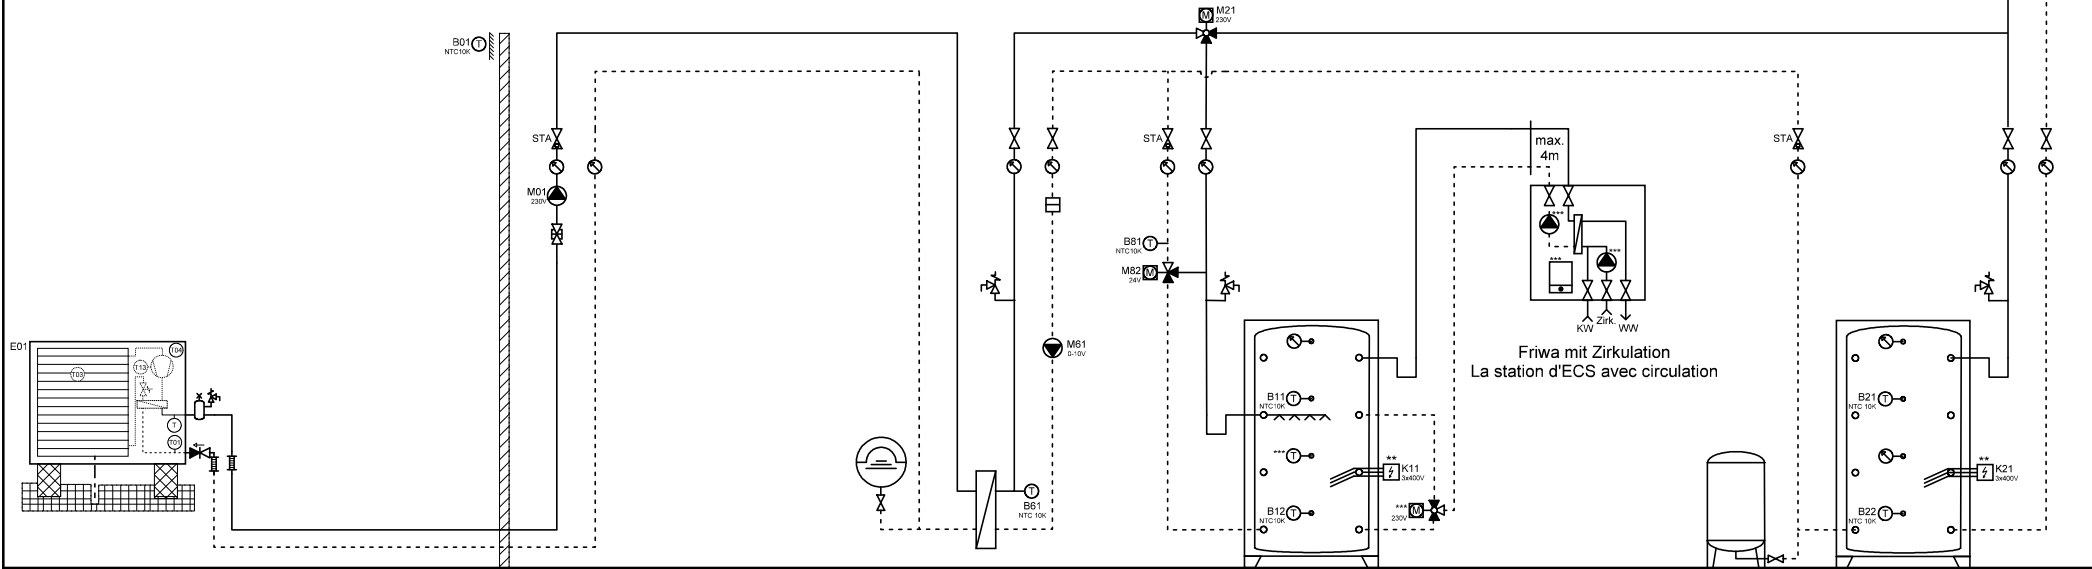 M21
230V
B01
T
NTC10K
M
STA
STA
STA
max.
4m
M01
230V
***
B81
T
NTC 10K
***
M82
M
24V
***
KW
Zirk.
WW
E01
T04
T13
T03
M61
0-10V
Friwa mit Zirkulation
La station d'ECS avec circulation
B11
T
NTC10K
B21
T
NTC 10K
T
T01
***
T
**
K11
3x400V
**
K21
3x400V
T
B61
NTC 10K
B12
T
NTC10K
***
M
230V
B22
T
NTC 10K